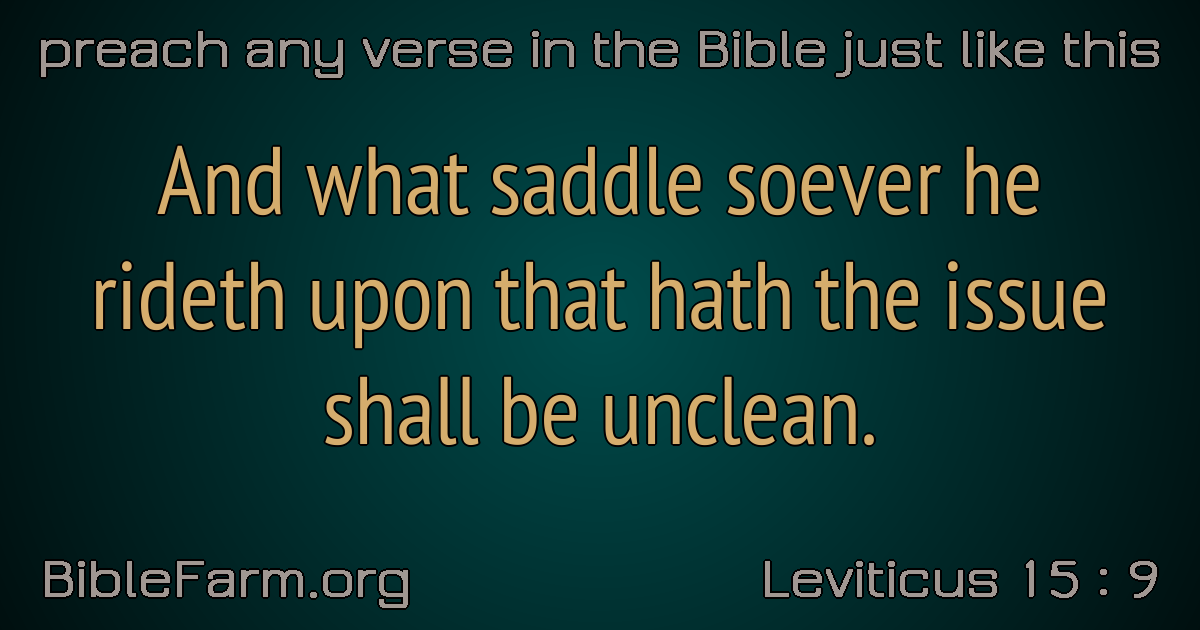 preach any verse in the Bible just like this
And what saddle soever he
rideth upon that hath the issue
shall be unclean.
BibleFarm.org
Leviticus 15 : 9